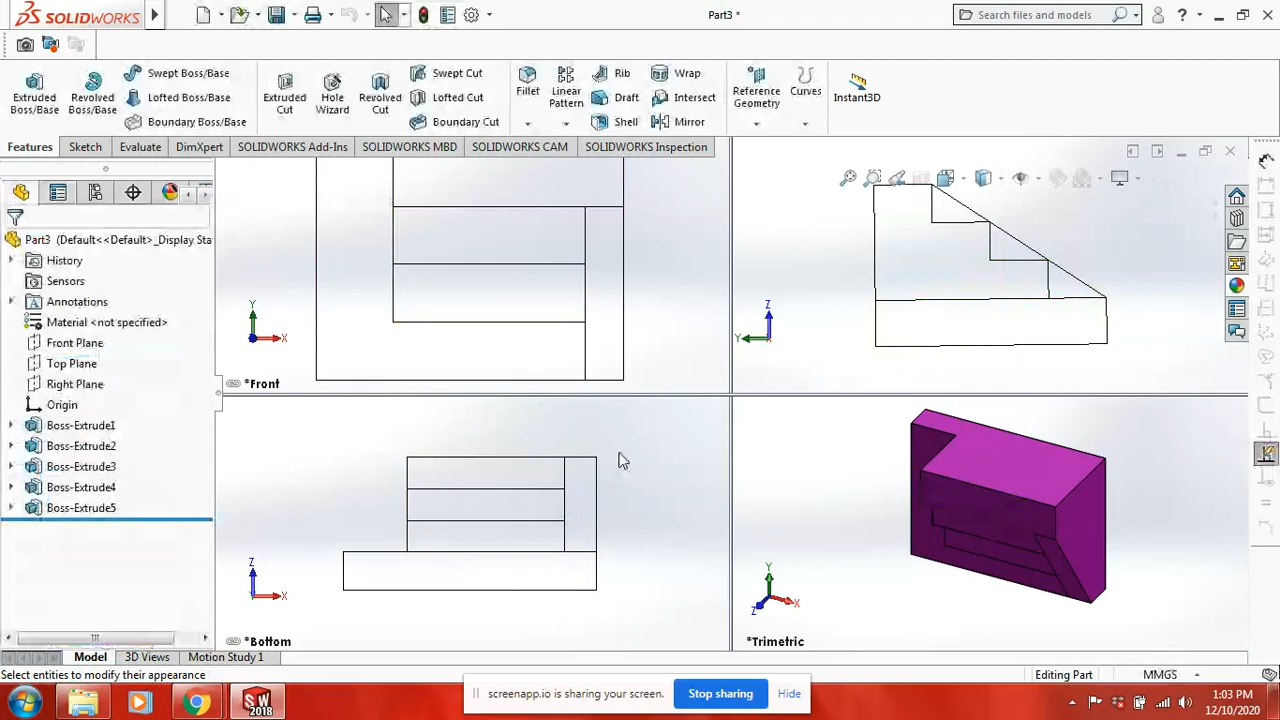 SOLIDWORKS
Part3 *
Search files and models
Extruded Boss/Base
Revolved Boss/Base
Swept Boss/Base
Lofted Boss/Base
Boundary Boss/Base
Extruded Cut
Hole Wizard
Revolved Cut
Swept Cut
Lofted Cut
Boundary Cut
Fillet
Linear Pattern
Rib
Draft
Shell
Wrap
Intersect
Mirror
Reference Geometry
Curves
Instant3D
Features
Sketch
Evaluate
DimXpert
SOLIDWORKS Add-Ins
SOLIDWORKS MBD
SOLIDWORKS CAM
SOLIDWORKS Inspection
Part3 (Default<<Default>_Display Sta
History
Sensors
Annotations
Material <not specified>
Front Plane
Top Plane
Right Plane
Origin
Boss-Extrude1
Boss-Extrude2
Boss-Extrude3
Boss-Extrude4
Boss-Extrude5
Y
X
*Front
Z
Y
Z
X
*Bottom
Y
Z
X
*Trimetric
Model
3D Views
Motion Study 1
Select entities to modify their appearance
Editing Part
MMGS
screenapp.io is sharing your screen.
Stop sharing
Hide
SW
2018
1:03 PM
12/10/2020